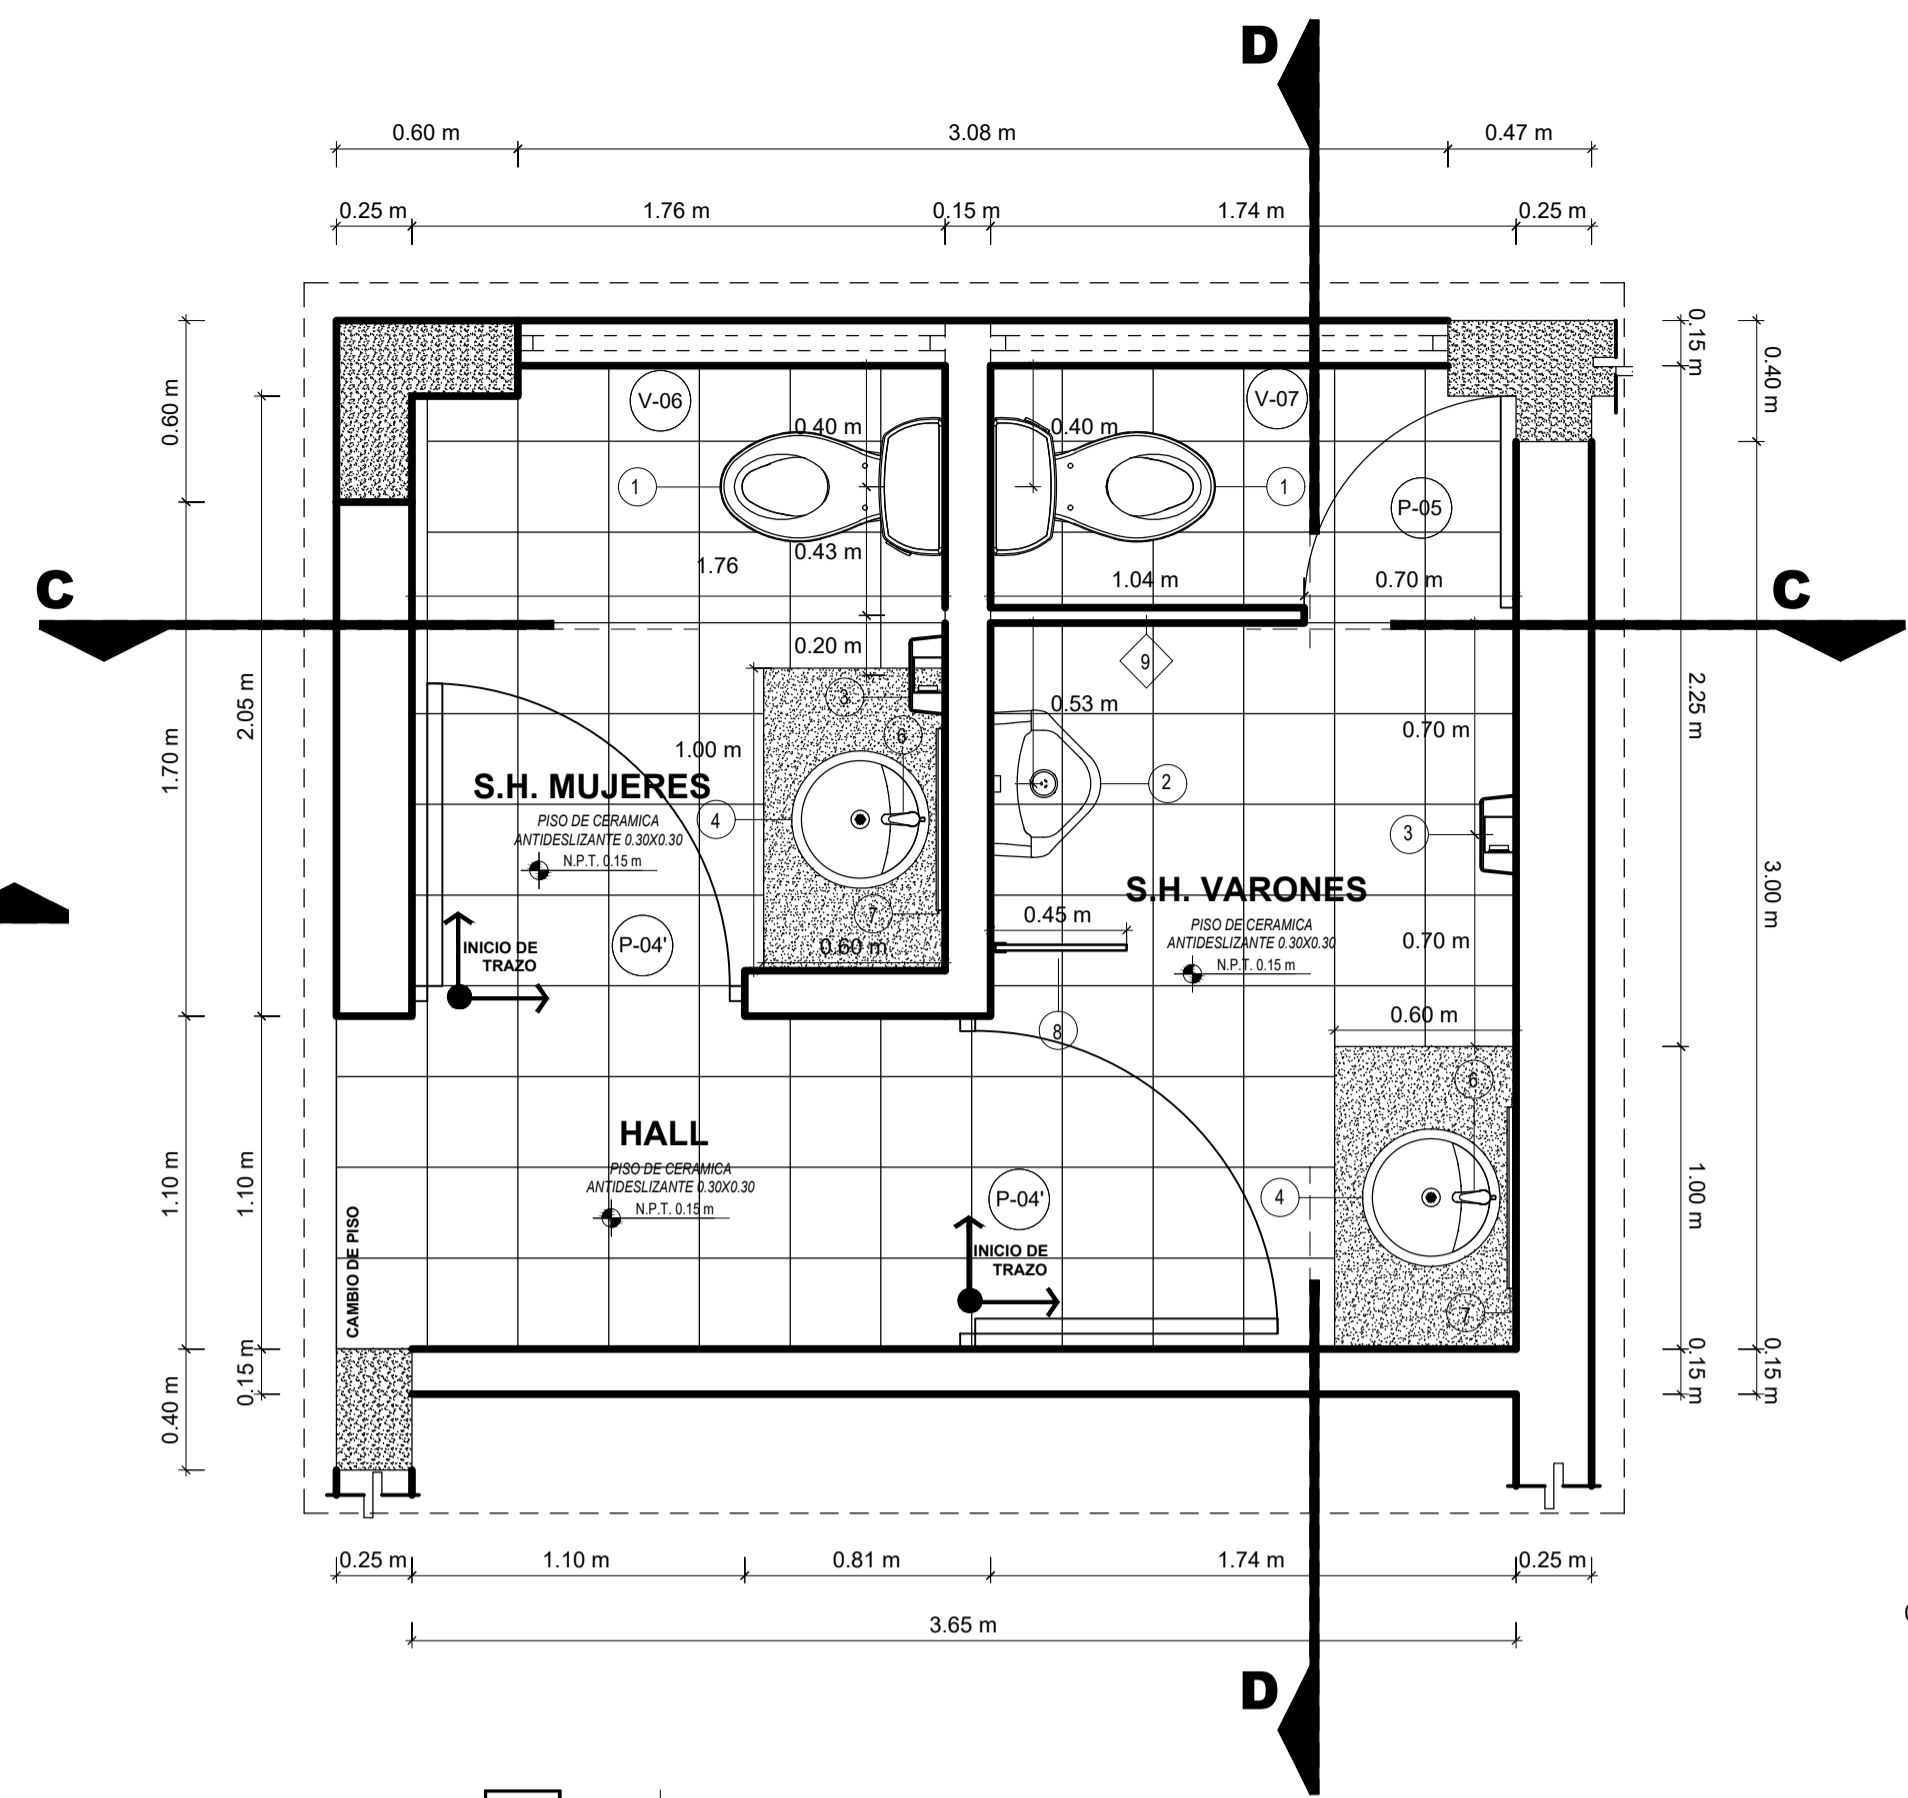 D
0.60 m 3.08 m 0.47 m
0.25 m 1.76 m 0.15 m 1.74 m 0.25 m
0.15 m
0.40 m
0.60 m
V-06
V-07
0.40 m 0.40 m
1 1
P-05
0.43 m
1.76
1.04 m 0.70 m
C C
0.20 m
9
3
0.53 m
6
0.70 m
2.25 m
2.05 m
1.70 m
1.00 m
S.H. MUJERES
PISO DE CERAMICA
ANTIDESLIZANTE 0.30X0.30
N.P.T. 0.15 m
4
2
3
S.H. VARONES
PISO DE CERAMICA
ANTIDESLIZANTE 0.30X0.30
N.P.T. 0.15 m
3.00 m
7
0.45 m
0.60 m
0.70 m
P-04'
INICIO DE
TRAZO
8
0.60 m
6
HALL
PISO DE CERAMICA
ANTIDESLIZANTE 0.30X0.30
N.P.T. 0.15 m
1.10 m
1.10 m
P-04'
4
1.00 m
INICIO DE
TRAZO
CAMBIO DE PISO
7
0.40 m
0.15 m
0.15 m
0.15 m
0.25 m 1.10 m 0.81 m 1.74 m 0.25 m
3.65 m
D